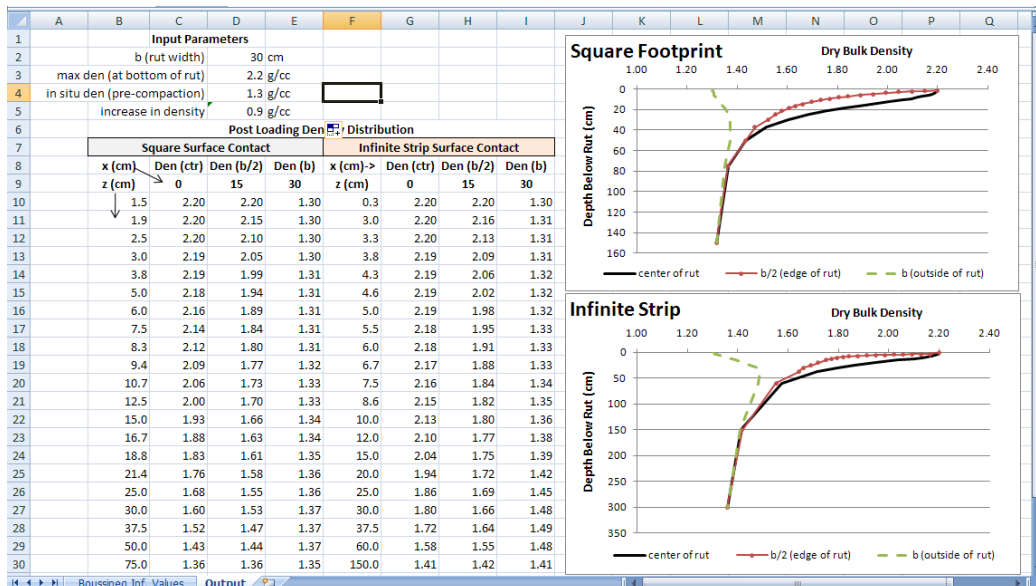 A B C D E F G H I J K L M N O P Q
1 Input Parameters
2 b (rut width) 30 cm
3 max den (at bottom of rut) 2.2 g/cc
4 in situ den (pre-compaction) 1.3 g/cc
5 increase in density 0.9 g/cc
6 Post Loading Den y Distribution
7 Square Surface Contact Infinite Strip Surface Contact
8 x (cm) Den (ctr) Den (b/2) Den (b) x (cm)-> Den (ctr) Den (b/2) Den (b)
9 z (cm) 0 15 30 z (cm) 0 15 30
10 1.5 2.20 2.20 1.30 0.3 2.20 2.20 1.30
11 1.9 2.20 2.15 1.30 3.0 2.20 2.16 1.31
12 2.5 2.20 2.10 1.30 3.3 2.20 2.13 1.31
13 3.0 2.19 2.05 1.30 3.8 2.19 2.09 1.31
14 3.8 2.19 1.99 1.31 4.3 2.19 2.06 1.32
15 5.0 2.18 1.94 1.31 4.6 2.19 2.02 1.32
16 6.0 2.16 1.89 1.31 5.0 2.19 1.98 1.32
17 7.5 2.14 1.84 1.31 5.5 2.18 1.95 1.33
18 8.3 2.12 1.80 1.31 6.0 2.18 1.91 1.33
19 9.4 2.09 1.77 1.32 6.7 2.17 1.88 1.33
20 10.7 2.06 1.73 1.33 7.5 2.16 1.84 1.34
21 12.5 2.00 1.70 1.33 8.6 2.15 1.82 1.35
22 15.0 1.93 1.66 1.34 10.0 2.13 1.80 1.36
23 16.7 1.88 1.63 1.34 12.0 2.10 1.77 1.38
24 18.8 1.83 1.61 1.35 15.0 2.04 1.75 1.39
25 21.4 1.76 1.58 1.36 20.0 1.94 1.72 1.42
26 25.0 1.68 1.55 1.36 25.0 1.86 1.69 1.45
27 30.0 1.60 1.53 1.37 30.0 1.80 1.66 1.48
28 37.5 1.52 1.47 1.37 37.5 1.72 1.64 1.49
29 50.0 1.43 1.44 1.37 60.0 1.58 1.55 1.48
30 75.0 1.36 1.36 1.35 150.0 1.41 1.42 1.41
Boussineq Inf. Values Output
Square Footprint
Dry Bulk Density
1.00 1.20 1.40 1.60 1.80 2.00 2.20 2.40
Depth Below Rut (cm)
0
20
40
60
80
100
120
140
160
center of rut b/2 (edge of rut) b (outside of rut)
Infinite Strip
Dry Bulk Density
1.00 1.20 1.40 1.60 1.80 2.00 2.20 2.40
Depth Below Rut (cm)
0
50
100
150
200
250
300
350
center of rut b/2 (edge of rut) b (outside of rut)